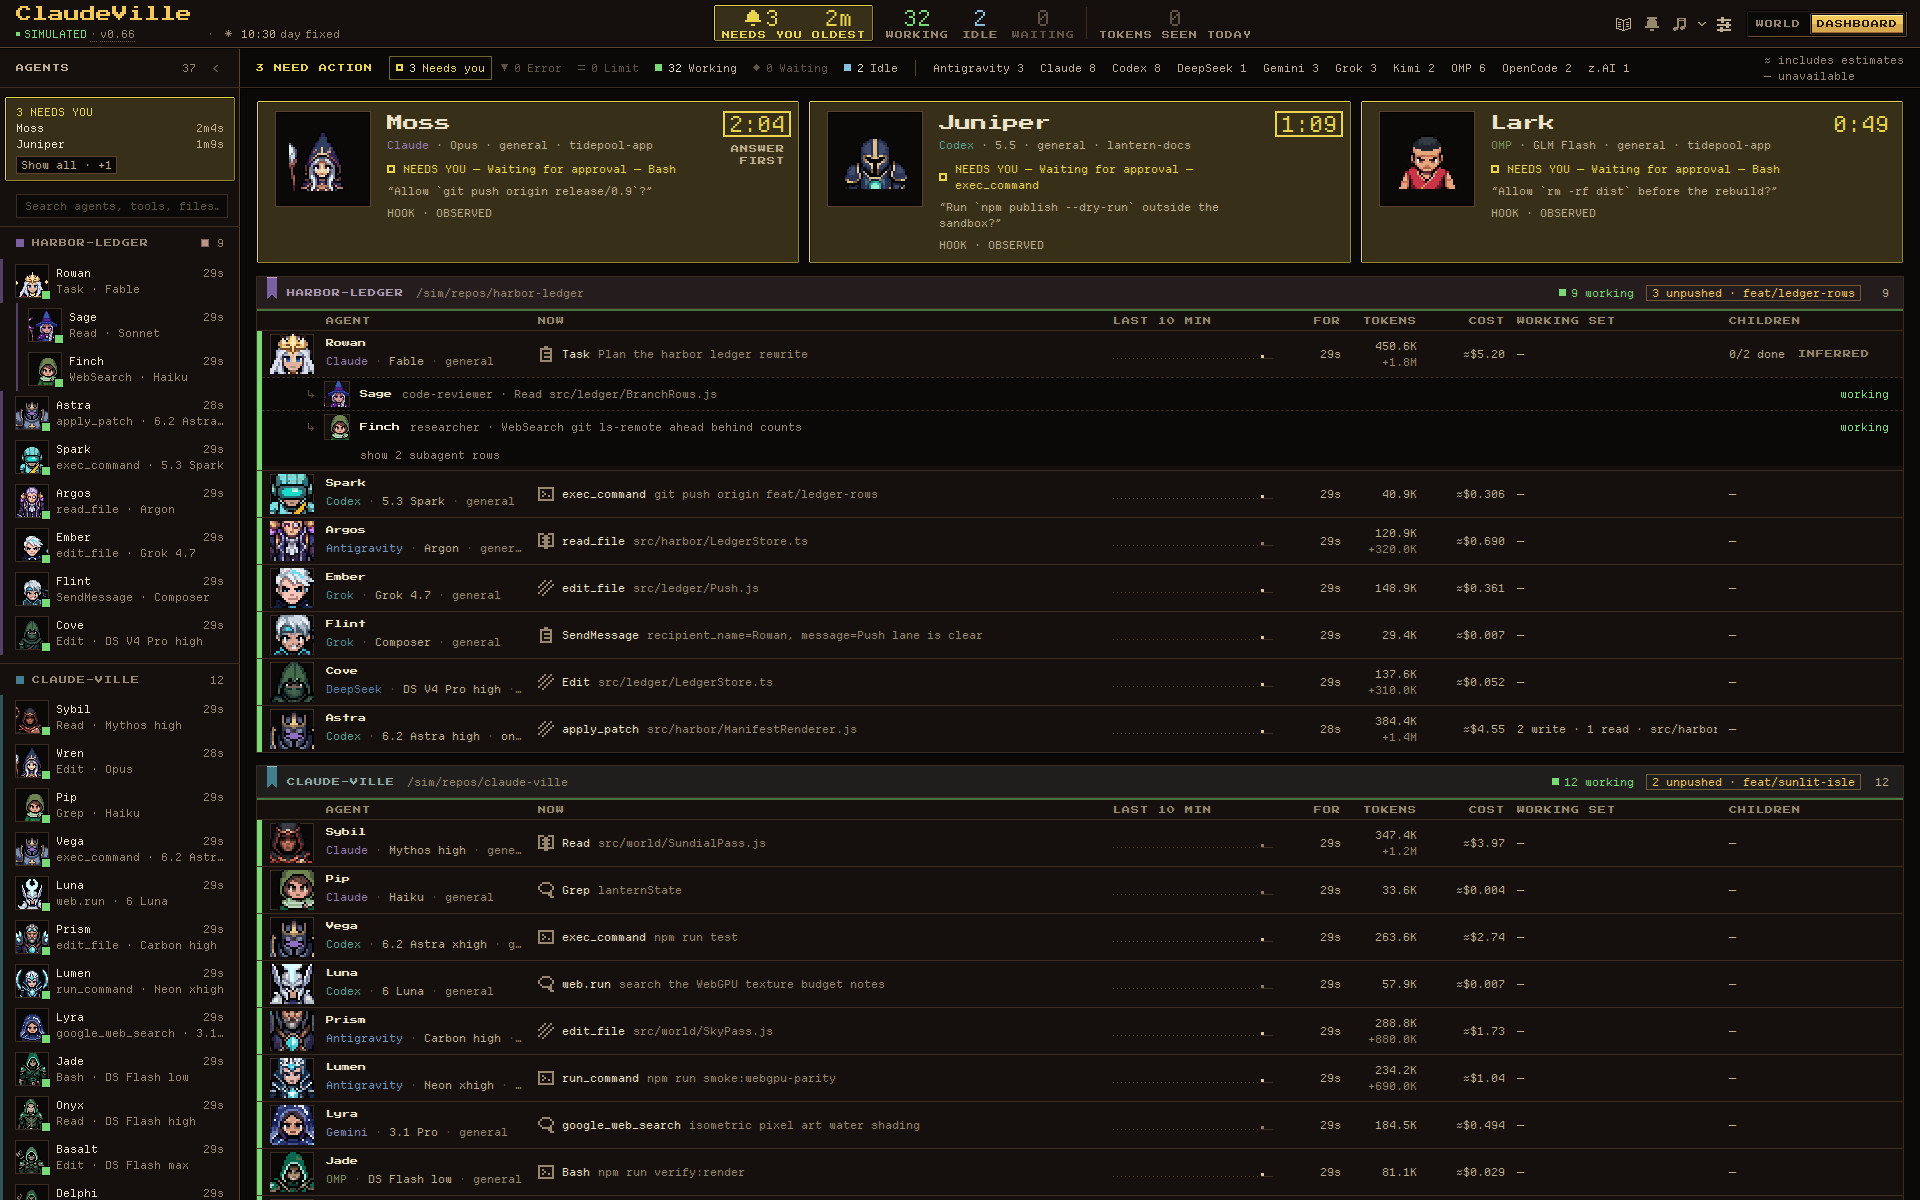 ClaudeVille
SIMULATED · v0.66 · ☀ 10:30 day fixed
3 2m
NEEDS YOU OLDEST
32 WORKING
2 IDLE
0 WAITING
0 TOKENS SEEN TODAY
WORLD DASHBOARD
AGENTS 37
3 NEEDS YOU
Moss 2m4s
Juniper 1m9s
Show all · +1
Search agents, tools, files…
HARBOR-LEDGER 9
Rowan 29s
Task · Fable
Sage 29s
Read · Sonnet
Finch 29s
WebSearch · Haiku
Astra 28s
apply_patch · 6.2 Astra…
Spark 29s
exec_command · 5.3 Spark
Argos 29s
read_file · Argon
Ember 29s
edit_file · Grok 4.7
Flint 29s
SendMessage · Composer
Cove 29s
Edit · DS V4 Pro high
CLAUDE-VILLE 12
Sybil 29s
Read · Mythos high
Wren 28s
Edit · Opus
Pip 29s
Grep · Haiku
Vega 29s
exec_command · 6.2 Astr…
Luna 29s
web.run · 6 Luna
Prism 29s
edit_file · Carbon high
Lumen 29s
run_command · Neon xhigh
Lyra 29s
google_web_search · 3.1…
Jade 29s
Bash · DS Flash low
Onyx 29s
Read · DS Flash high
Basalt 29s
Edit · DS Flash max
Delphi 29s
3 NEED ACTION 3 Needs you 0 Error 0 Limit 32 Working 0 Waiting 2 Idle Antigravity 3 Claude 8 Codex 8 DeepSeek 1 Gemini 3 Grok 3 Kimi 2 OMP 6 OpenCode 2 z.AI 1
≈ includes estimates
— unavailable
Moss 2:04
Claude · Opus · general · tidepool-app
ANSWER FIRST
NEEDS YOU — Waiting for approval — Bash
“Allow `git push origin release/0.9`?”
HOOK · OBSERVED
Juniper 1:09
Codex · 5.5 · general · lantern-docs
NEEDS YOU — Waiting for approval —
exec_command
“Run `npm publish --dry-run` outside the
sandbox?”
HOOK · OBSERVED
Lark 0:49
OMP · GLM Flash · general · tidepool-app
NEEDS YOU — Waiting for approval — Bash
“Allow `rm -rf dist` before the rebuild?”
HOOK · OBSERVED
HARBOR-LEDGER /sim/repos/harbor-ledger 9 working 3 unpushed · feat/ledger-rows 9
AGENT NOW LAST 10 MIN FOR TOKENS COST WORKING SET CHILDREN
Rowan
Claude · Fable · general
Task Plan the harbor ledger rewrite 29s 450.6K +1.8M ≈$5.20 — 0/2 done INFERRED
↳ Sage code-reviewer · Read src/ledger/BranchRows.js working
↳ Finch researcher · WebSearch git ls-remote ahead behind counts working
show 2 subagent rows
Spark
Codex · 5.3 Spark · general
exec_command git push origin feat/ledger-rows 29s 40.9K ≈$0.306 — —
Argos
Antigravity · Argon · gener…
read_file src/harbor/LedgerStore.ts 29s 120.9K +320.0K ≈$0.690 — —
Ember
Grok · Grok 4.7 · general
edit_file src/ledger/Push.js 29s 148.9K ≈$0.361 — —
Flint
Grok · Composer · general
SendMessage recipient_name=Rowan, message=Push lane is clear 29s 29.4K ≈$0.007 — —
Cove
DeepSeek · DS V4 Pro high ·…
Edit src/ledger/LedgerStore.ts 29s 137.6K +310.0K ≈$0.052 — —
Astra
Codex · 6.2 Astra high · on…
apply_patch src/harbor/ManifestRenderer.js 28s 384.4K +1.4M ≈$4.55 2 write · 1 read · src/harbor —
CLAUDE-VILLE /sim/repos/claude-ville 12 working 2 unpushed · feat/sunlit-isle 12
AGENT NOW LAST 10 MIN FOR TOKENS COST WORKING SET CHILDREN
Sybil
Claude · Mythos high · gene…
Read src/world/SundialPass.js 29s 347.4K +1.2M ≈$3.97 — —
Pip
Claude · Haiku · general
Grep lanternState 29s 33.6K ≈$0.004 — —
Vega
Codex · 6.2 Astra xhigh · g…
exec_command npm run test 29s 263.6K ≈$2.74 — —
Luna
Codex · 6 Luna · general
web.run search the WebGPU texture budget notes 29s 57.9K ≈$0.007 — —
Prism
Antigravity · Carbon high ·…
edit_file src/world/SkyPass.js 29s 288.8K +880.0K ≈$1.73 — —
Lumen
Antigravity · Neon xhigh · …
run_command npm run smoke:webgpu-parity 29s 234.2K +690.0K ≈$1.04 — —
Lyra
Gemini · 3.1 Pro · general
google_web_search isometric pixel art water shading 29s 184.5K ≈$0.494 — —
Jade
OMP · DS Flash low · general
Bash npm run verify:render 29s 81.1K ≈$0.029 — —